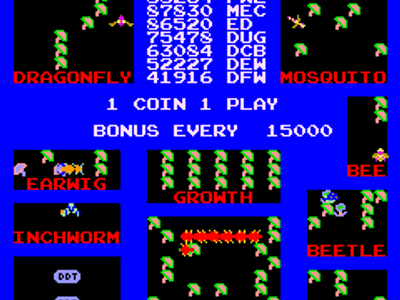 77830 MEC
86520 ED
75478 DUG
63084 DCB
52227 DEW
DRAGONFLY 41916 DFW MOSQUITO
1 COIN 1 PLAY
BONUS EVERY 15000
BEE
EARWIG
GROWTH
INCHWORM
BEETLE
DDT